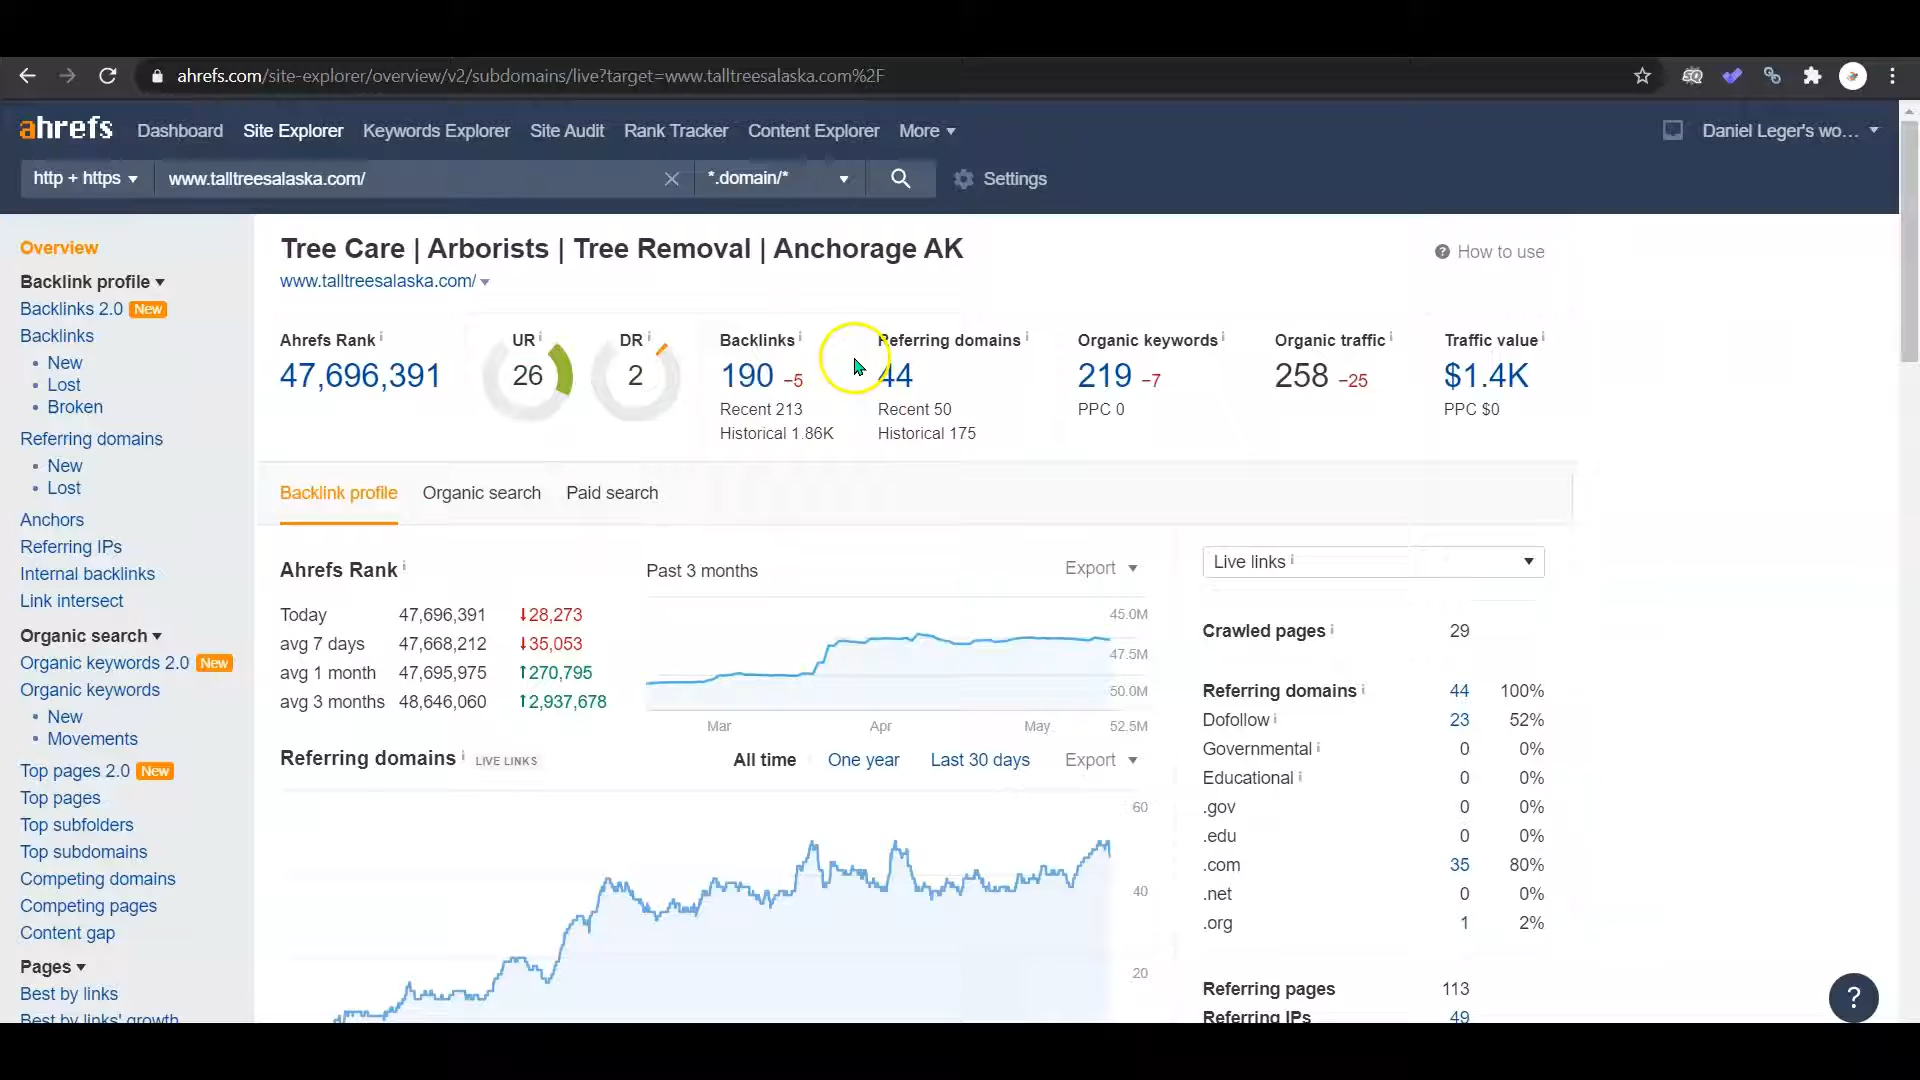 ahrefs.com/site-explorer/overview/v2/subdomains/live?target=www.talltreesalaska.com%2F
ahrefs Dashboard Site Explorer Keywords Explorer Site Audit Rank Tracker Content Explorer More Daniel Leger's wo...
http + https www.talltreesalaska.com/ *.domain/* Settings
Overview
Backlink profile
Backlinks 2.0 New
Backlinks
• New
• Lost
• Broken
Referring domains
• New
• Lost
Anchors
Referring IPs
Internal backlinks
Link intersect
Organic search
Organic keywords 2.0 New
Organic keywords
• New
• Movements
Top pages 2.0 New
Top pages
Top subfolders
Top subdomains
Competing domains
Competing pages
Content gap
Pages
Best by links
Best by links' growth
Tree Care | Arborists | Tree Removal | Anchorage AK
? How to use
www.talltreesalaska.com/
Ahrefs Rank i
47,696,391
UR i
26
DR i
2
Backlinks i
190 -5
Recent 213
Historical 1.86K
Referring domains i
44
Recent 50
Historical 175
Organic keywords i
219 -7
PPC 0
Organic traffic i
258 -25
Traffic value i
$1.4K
PPC $0
Backlink profile Organic search Paid search
Ahrefs Rank i
Today 47,696,391 ↓28,273
avg 7 days 47,668,212 ↓35,053
avg 1 month 47,695,975 ↑270,795
avg 3 months 48,646,060 ↑2,937,678
Past 3 months Export
45.0M
47.5M
50.0M
52.5M
Mar Apr May
Referring domains i LIVE LINKS All time One year Last 30 days Export
60
40
20
Live links i
Crawled pages i 29
Referring domains i 44 100%
Dofollow i 23 52%
Governmental i 0 0%
Educational i 0 0%
.gov 0 0%
.edu 0 0%
.com 35 80%
.net 0 0%
.org 1 2%
Referring pages 113
Referring IPs 49
?